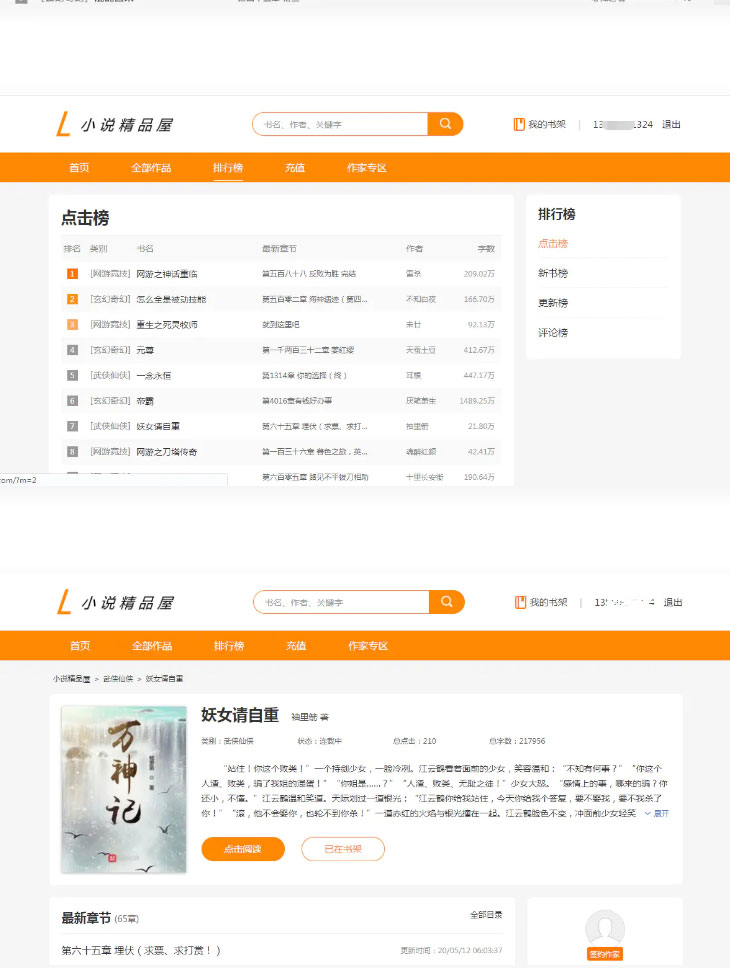 小说精品屋
书名、作者、关键字
我的书架 | 13 1324 退出
首页 全部作品 排行榜 充值 作家专区
点击榜
排名 类别 书名 最新章节 作者 字数
1 [网游竞技] 网游之神话重临 第五百八十八 反败为胜 完结 雷杀 209.02万
2 [玄幻奇幻] 怎么全是被动技能 第五百零二章 海神遗迹（第四... 不知白夜 166.70万
3 [网游竞技] 重生之死灵牧师 就到这里吧 未廿 92.13万
4 [玄幻奇幻] 元尊 第一千两百三十二章 姜红缨 天蚕土豆 412.67万
5 [武侠仙侠] 一念永恒 第1314章 你的选择（终） 耳根 447.17万
6 [玄幻奇幻] 帝霸 第4016章有钱好办事 厌笔萧生 1489.25万
7 [武侠仙侠] 妖女请自重 第六十五章 埋伏（求票、求打... 袖里箭 21.80万
8 [网游竞技] 网游之刀塔传奇 第一百三十六章 暮色之旅，英... 魂醉红颜 42.41万
第六百零五章 路见不平拔刀相助 十里长安街 190.64万
com/?m=2
排行榜
点击榜
新书榜
更新榜
评论榜
小说精品屋
书名、作者、关键字
我的书架 | 13 4 退出
首页 全部作品 排行榜 充值 作家专区
小说精品屋 > 武侠仙侠 > 妖女请自重
万神记
妖女请自重 袖里箭 著
类别：武侠仙侠 状态：连载中 总点击：210 总字数：217956
“站住！你这个败类！”一个持剑少女，一脸冷冽。江云鹤看着面前的少女，笑容温和：“不知有何事？” “你这个
人渣、败类，骗了我姐的混蛋！” “你姐是……？” “人渣、败类、无耻之徒！”少女大怒。 “感情上的事，哪来的骗？你
还小，不懂。”江云鹤温和笑道。天际划过一道银光：“江云鹤你给我站住，今天你给我个答复，要不娶我，要不我杀了
你！” “滚，他不会娶你，也轮不到你杀！”一道赤红的火焰与银光撞在一起。江云鹤脸色不变，冲面前少女轻笑 展开
点击阅读 已在书架
最新章节 (65章) 全部目录
第六十五章 埋伏（求票、求打赏！） 更新时间：20/05/12 06:03:37
签约作家